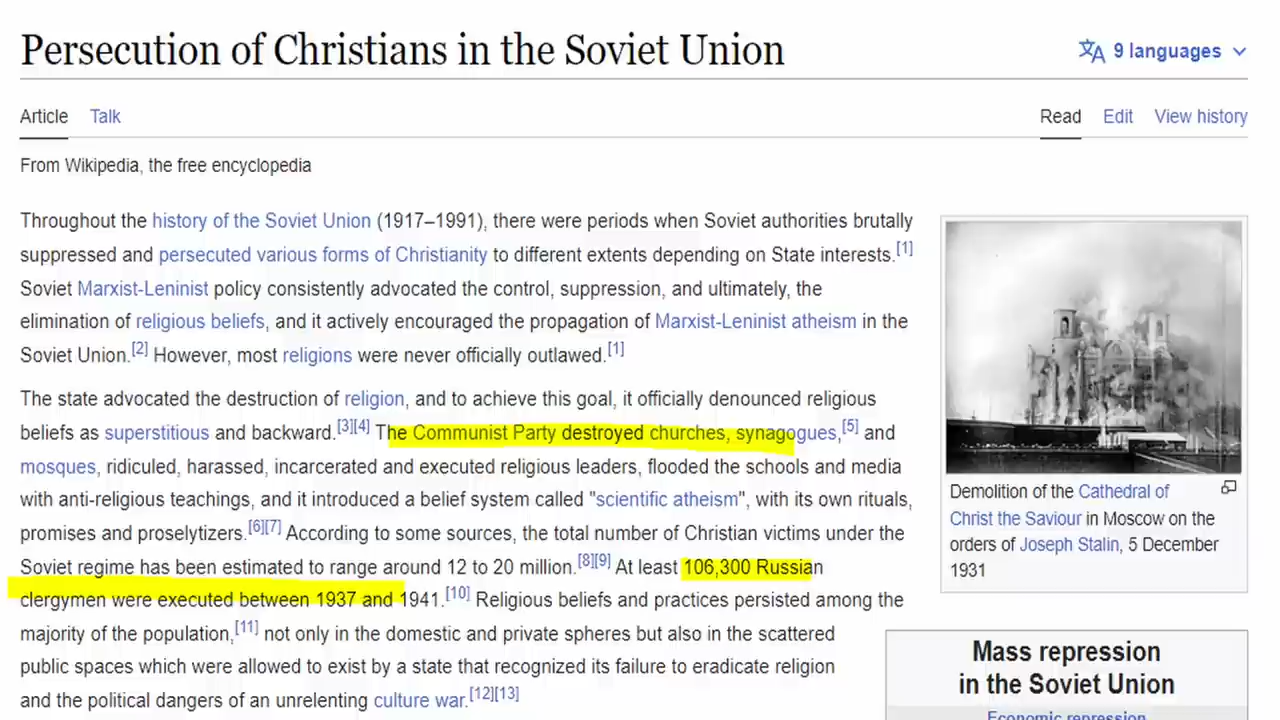 Persecution of Christians in the Soviet Union
9 languages
Article Talk
Read Edit View history
From Wikipedia, the free encyclopedia
Throughout the history of the Soviet Union (1917–1991), there were periods when Soviet authorities brutally
suppressed and persecuted various forms of Christianity to different extents depending on State interests.[1]
Soviet Marxist-Leninist policy consistently advocated the control, suppression, and ultimately, the
elimination of religious beliefs, and it actively encouraged the propagation of Marxist-Leninist atheism in the
Soviet Union.[2] However, most religions were never officially outlawed.[1]
The state advocated the destruction of religion, and to achieve this goal, it officially denounced religious
beliefs as superstitious and backward.[3][4] The Communist Party destroyed churches, synagogues,[5] and
mosques, ridiculed, harassed, incarcerated and executed religious leaders, flooded the schools and media
with anti-religious teachings, and it introduced a belief system called "scientific atheism", with its own rituals,
promises and proselytizers.[6][7] According to some sources, the total number of Christian victims under the
Soviet regime has been estimated to range around 12 to 20 million.[8][9] At least 106,300 Russian
clergymen were executed between 1937 and 1941.[10] Religious beliefs and practices persisted among the
majority of the population,[11] not only in the domestic and private spheres but also in the scattered
public spaces which were allowed to exist by a state that recognized its failure to eradicate religion
and the political dangers of an unrelenting culture war.[12][13]
Demolition of the Cathedral of
Christ the Saviour in Moscow on the
orders of Joseph Stalin, 5 December
1931
Mass repression
in the Soviet Union
Economic repression